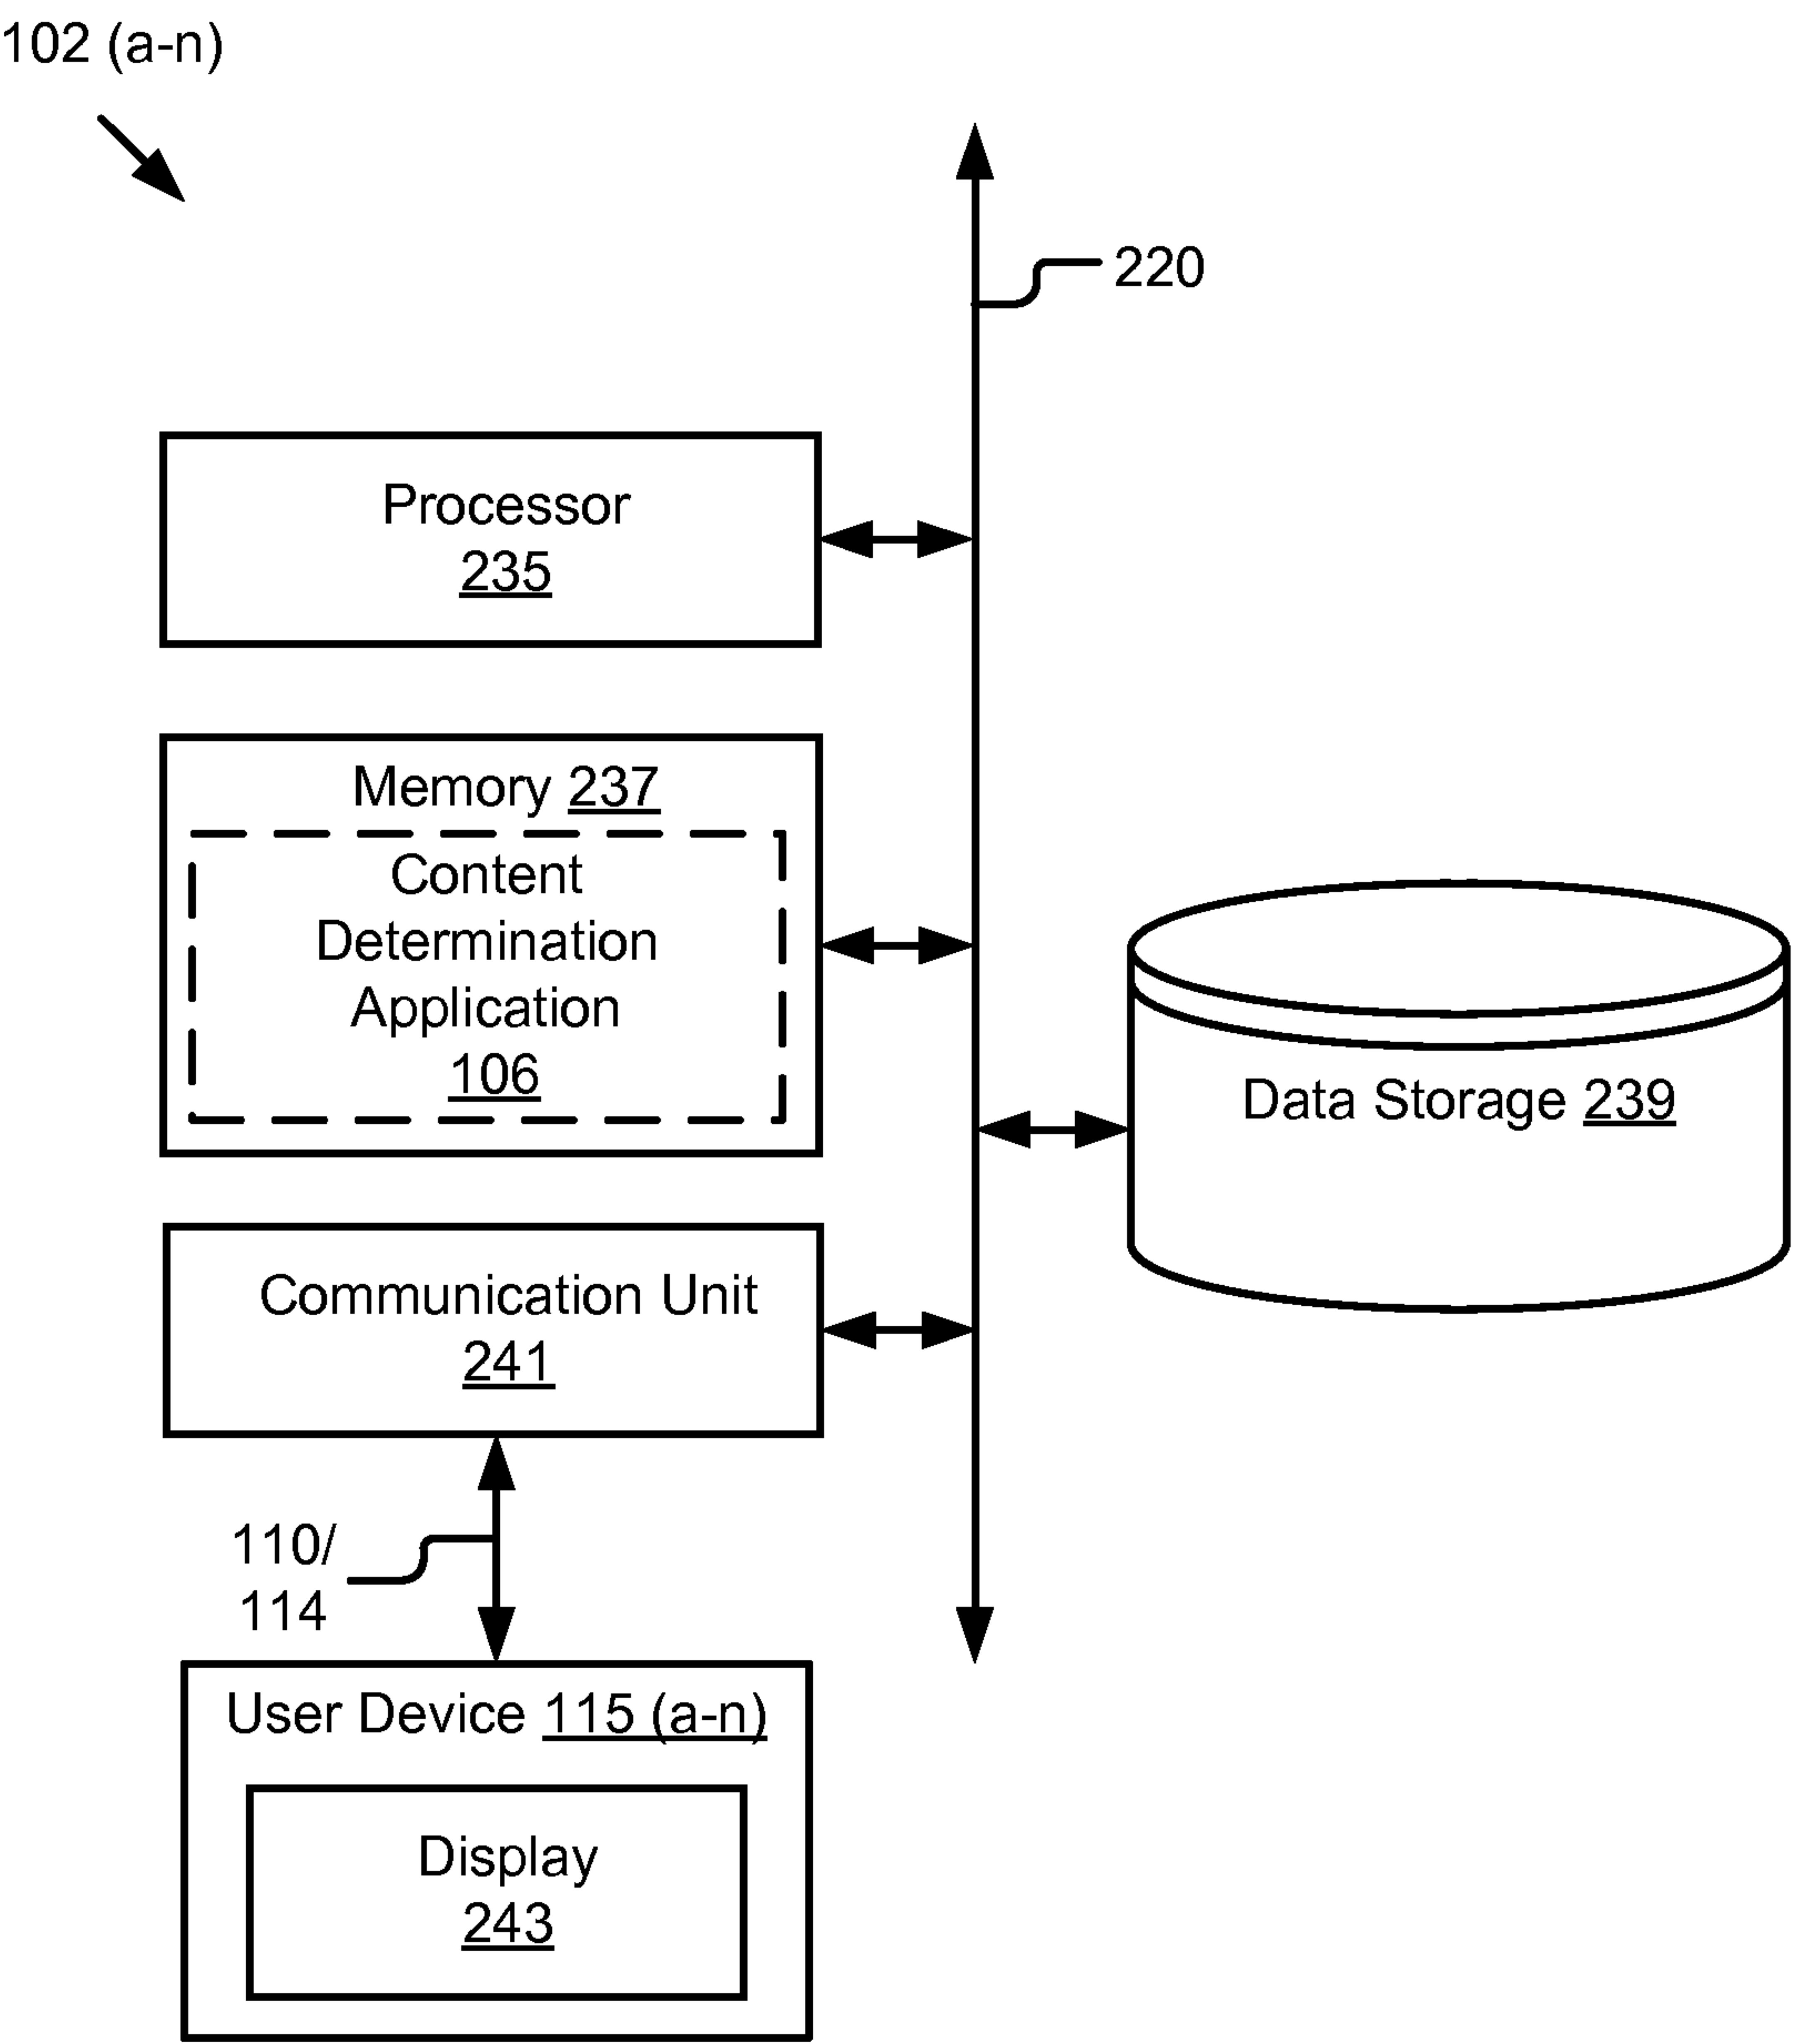 102 (a-n)
220
Processor
235
Memory 237
Content
Determination
Application
106
Data Storage 239
Communication Unit
241
110/
114
User Device 115 (a-n)
Display
243